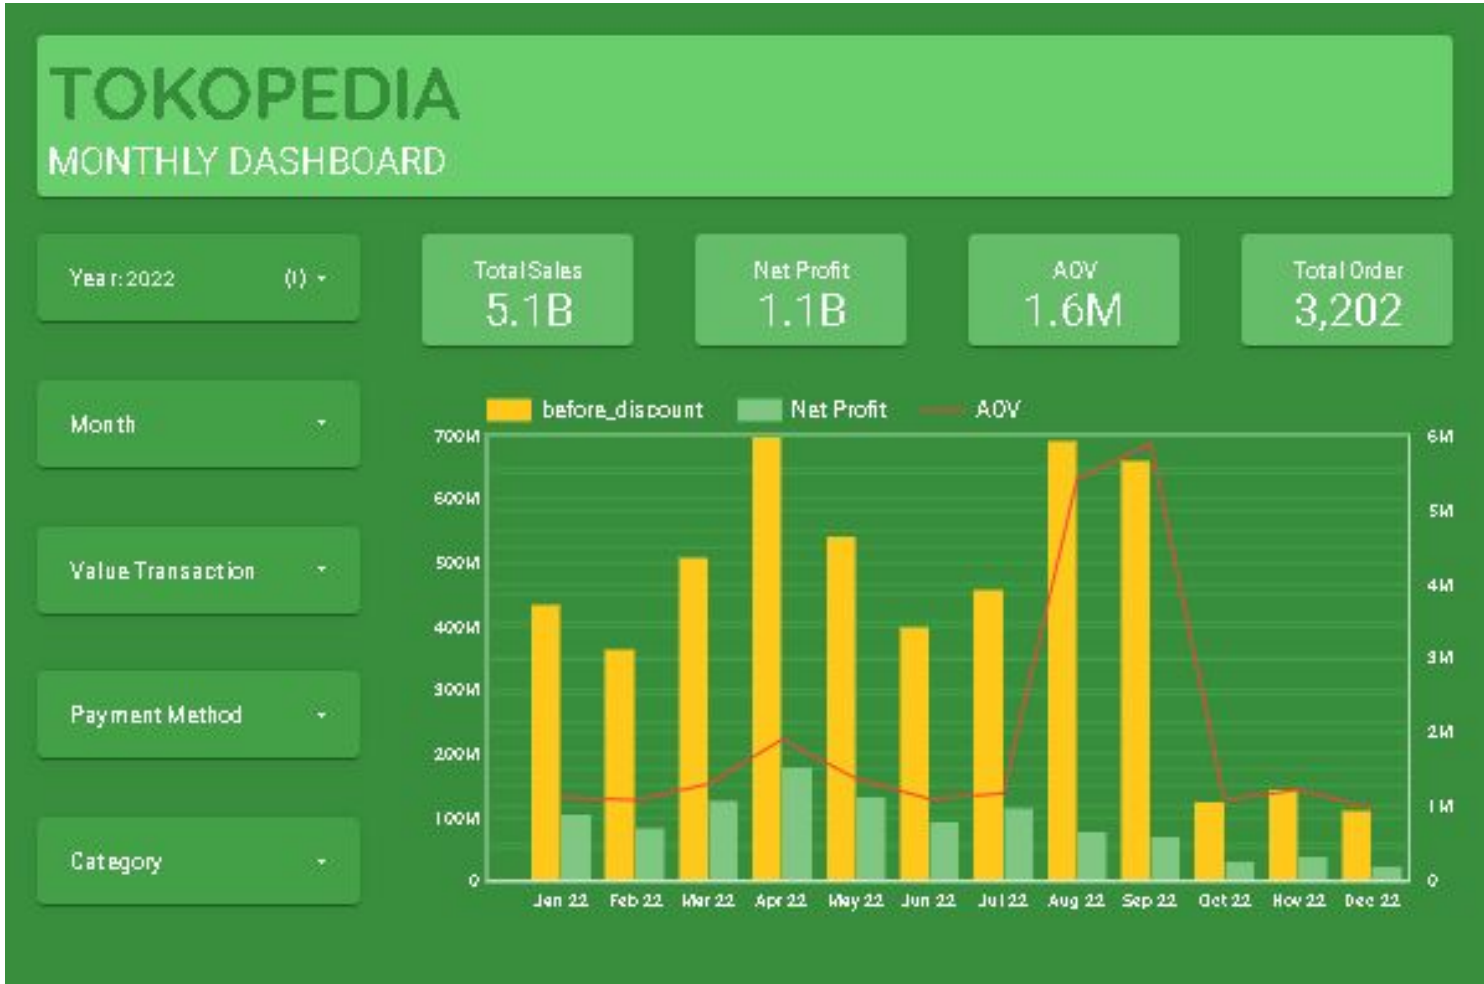 TOKOPEDIA
MONTHLY DASHBOARD
Year: 2022 (1)
Total Sales
5.1B
Net Profit
1.1B
AOV
1.6M
Total Order
3,202
Month
Value Transaction
Payment Method
Category
before_discount Net Profit AOV
700M
600M
500M
400M
300M
200M
100M
0
6M
5M
4M
3M
2M
1M
0
Jan 22 Feb 22 Mar 22 Apr 22 May 22 Jun 22 Jul 22 Aug 22 Sep 22 Oct 22 Nov 22 Dec 22